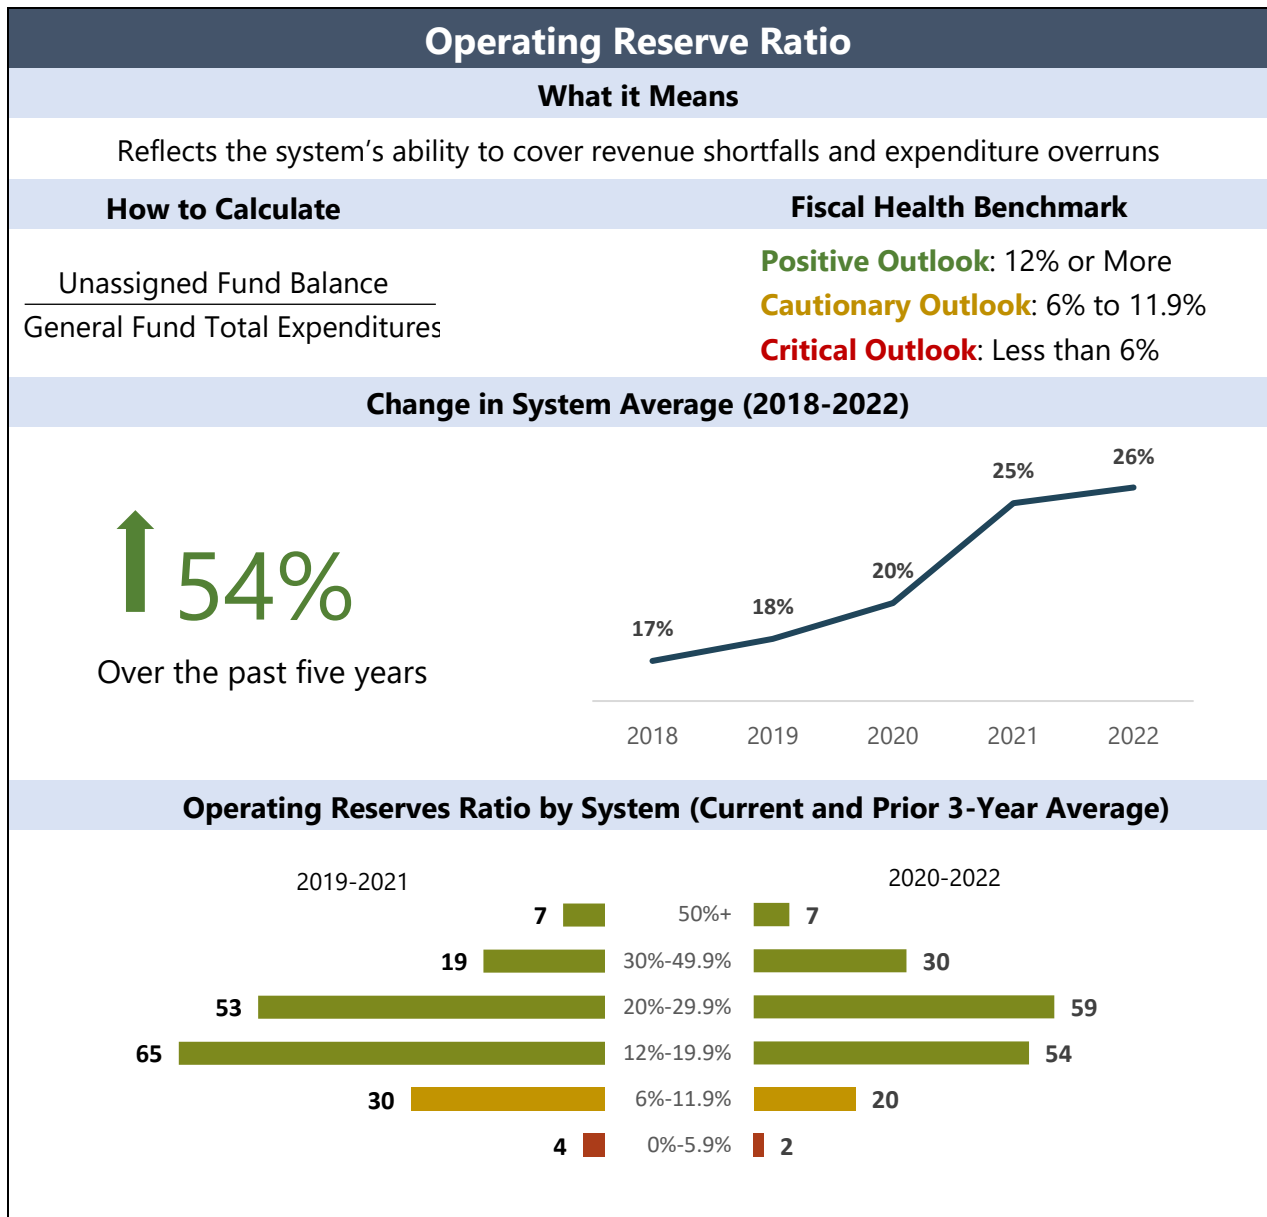 Operating Reserve Ratio
What it Means
Reflects the system's ability to cover revenue shortfalls and expenditure overruns
How to Calculate
Unassigned Fund Balance
General Fund Total Expenditures
Fiscal Health Benchmark
Positive Outlook: 12% or More
Cautionary Outlook: 6% to 11.9%
Critical Outlook: Less than 6%
Change in System Average (2018-2022)
54%
Over the past five years
17%
18%
20%
25%
26%
2018 2019 2020 2021 2022
Operating Reserves Ratio by System (Current and Prior 3-Year Average)
2019-2021 2020-2022
7 50%+ 7
19 30%-49.9% 30
53 20%-29.9% 59
65 12%-19.9% 54
30 6%-11.9% 20
4 0%-5.9% 2